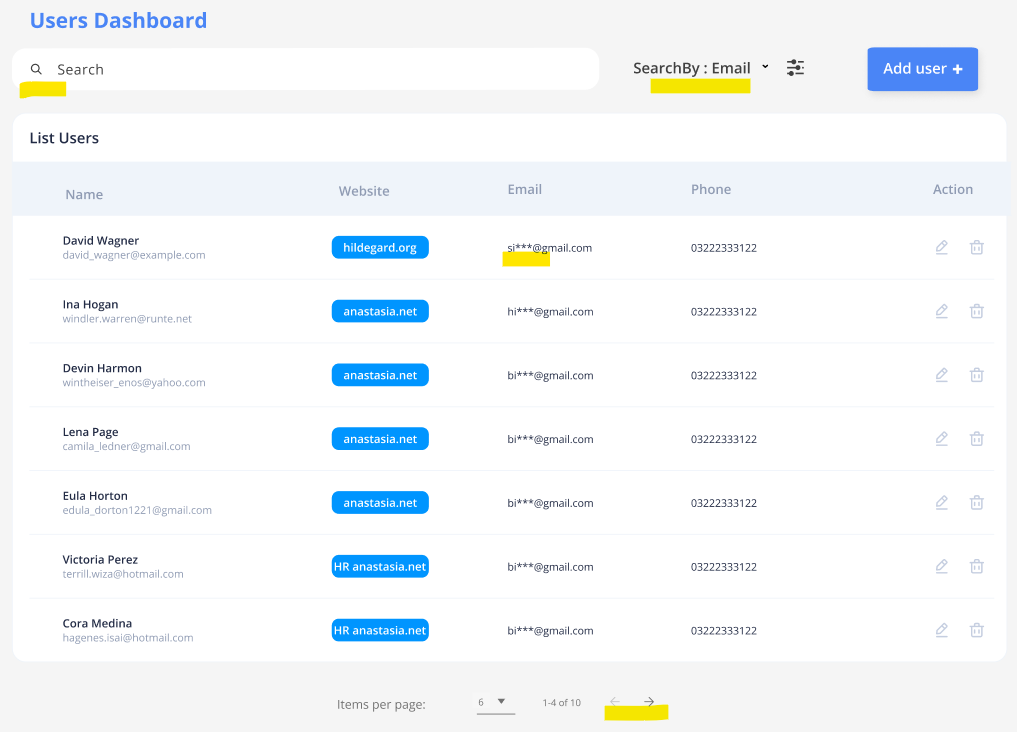 Users Dashboard
Search
SearchBy : Email
Add user +
List Users
Name Website Email Phone Action
David Wagner
david_wagner@example.com
hildegard.org
si***@gmail.com
03222333122
Ina Hogan
windler.warren@runte.net
anastasia.net
hi***@gmail.com
03222333122
Devin Harmon
wintheiser_enos@yahoo.com
anastasia.net
bi***@gmail.com
03222333122
Lena Page
camila_ledner@gmail.com
anastasia.net
bi***@gmail.com
03222333122
Eula Horton
edula_dorton1221@gmail.com
anastasia.net
bi***@gmail.com
03222333122
Victoria Perez
terrill.wiza@hotmail.com
HR anastasia.net
bi***@gmail.com
03222333122
Cora Medina
hagenes.isai@hotmail.com
HR anastasia.net
bi***@gmail.com
03222333122
Items per page: 6 1-4 of 10